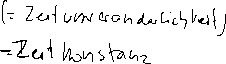 (= Zeitunveränderlichkeit)
= Zeitkonstanz